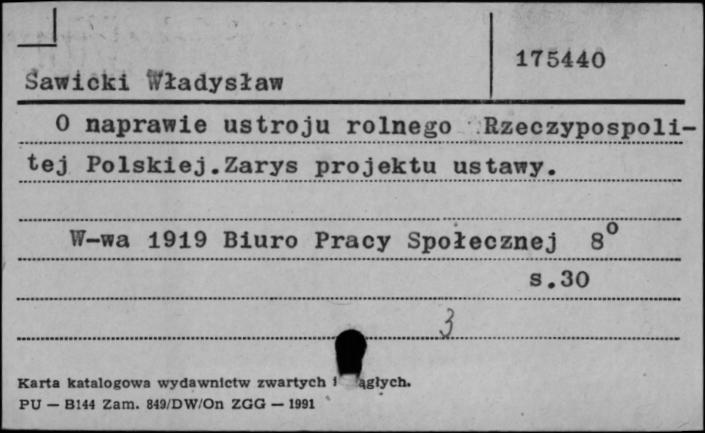 175440
Sawicki Władysław
O naprawie ustroju rolnego Rzeczypospoli-
tej Polskiej.Zarys projektu ustawy.
W-wa 1919 Biuro Pracy Społecznej 8°
s.30
3
Karta katalogowa wydawnictw zwartych i
PU — B144 Zam. 849/DW/On ZGG — 1991